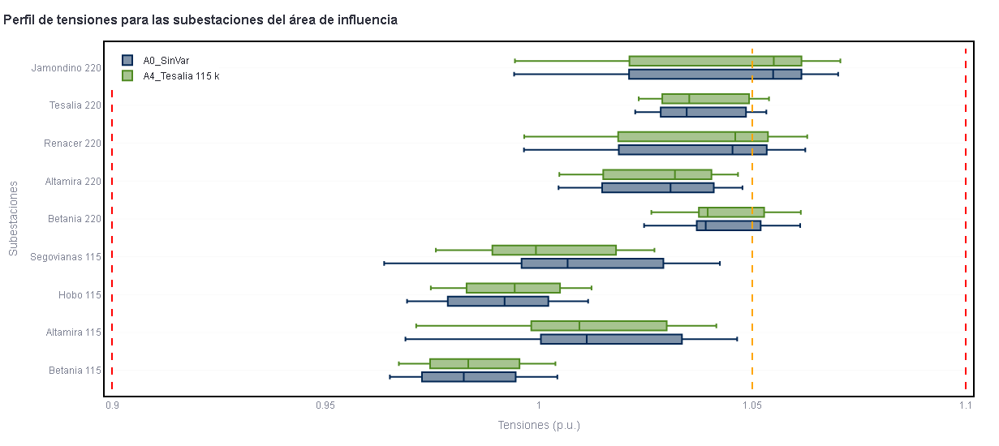 Perfil de tensiones para las subestaciones del área de influencia
A0_SinVar
A4_Tesalia 115 k
Subestaciones
Jamondino 220
Tesalia 220
Renacer 220
Altamira 220
Betania 220
Segovianas 115
Hobo 115
Altamira 115
Betania 115
0.9
0.95
1
1.05
1.1
Tensiones (p.u.)